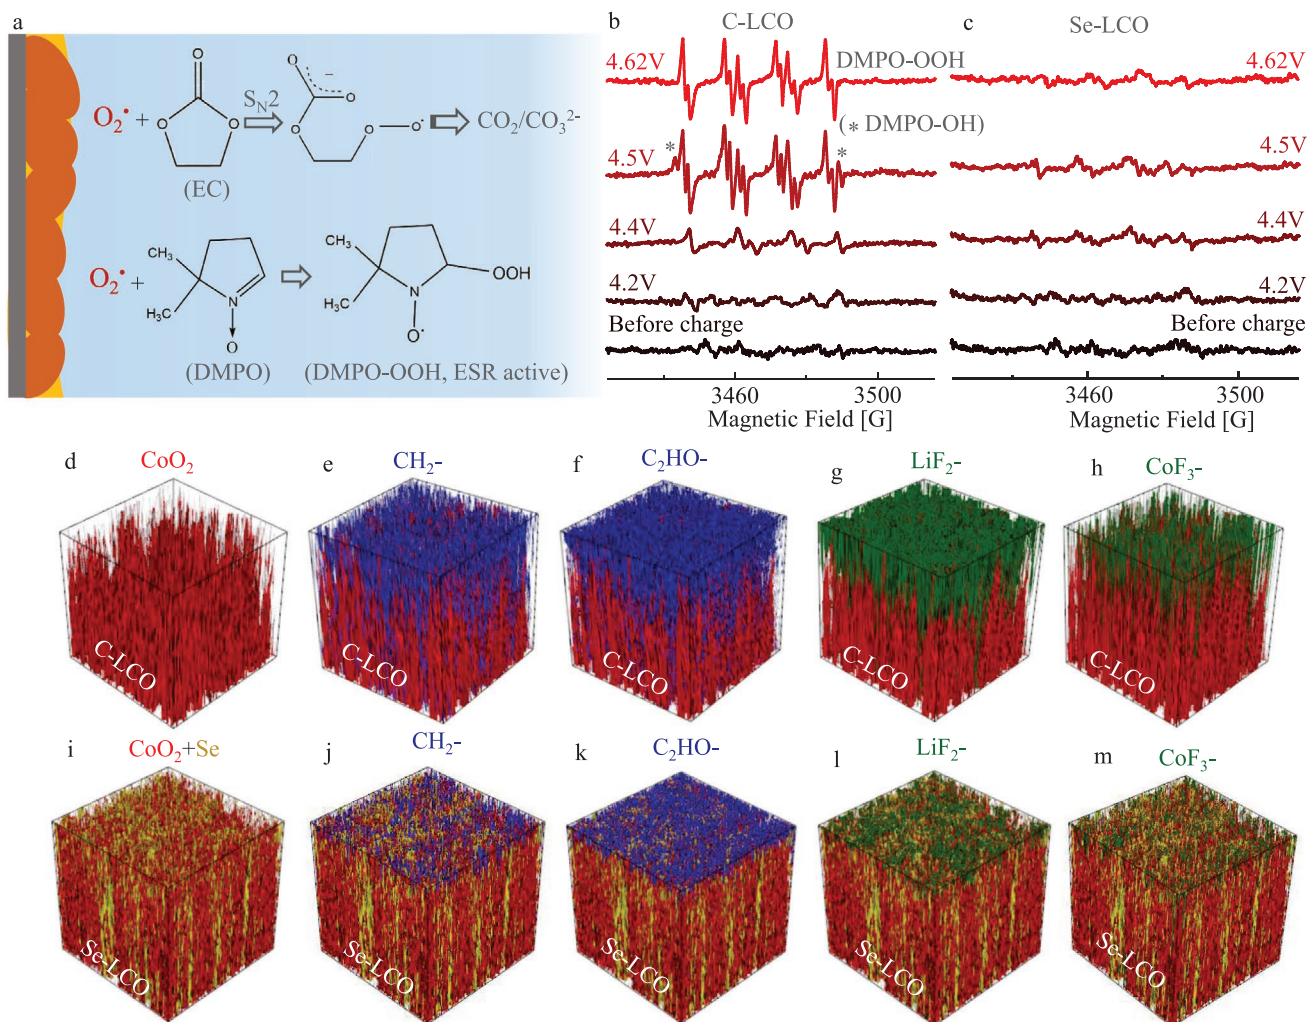 a
O₂• +
O
O
O
(EC)
S_N2
O
O
−
O
O
O•
CO₂/CO₃²⁻
O₂• +
CH₃
H₃C
N
O
(DMPO)
CH₃
H₃C
N
O•
OOH
(DMPO-OOH, ESR active)
b
C-LCO
4.62V
DMPO-OOH
(* DMPO-OH)
*
*
4.5V
4.4V
4.2V
Before charge
3460
3500
Magnetic Field [G]
c
Se-LCO
4.62V
4.5V
4.4V
4.2V
Before charge
3460
3500
Magnetic Field [G]
d
CoO₂
C-LCO
e
CH₂-
C-LCO
f
C₂HO-
C-LCO
g
LiF₂-
C-LCO
h
CoF₃-
C-LCO
i
CoO₂+Se
Se-LCO
j
CH₂-
Se-LCO
k
C₂HO-
Se-LCO
l
LiF₂-
Se-LCO
m
CoF₃-
Se-LCO